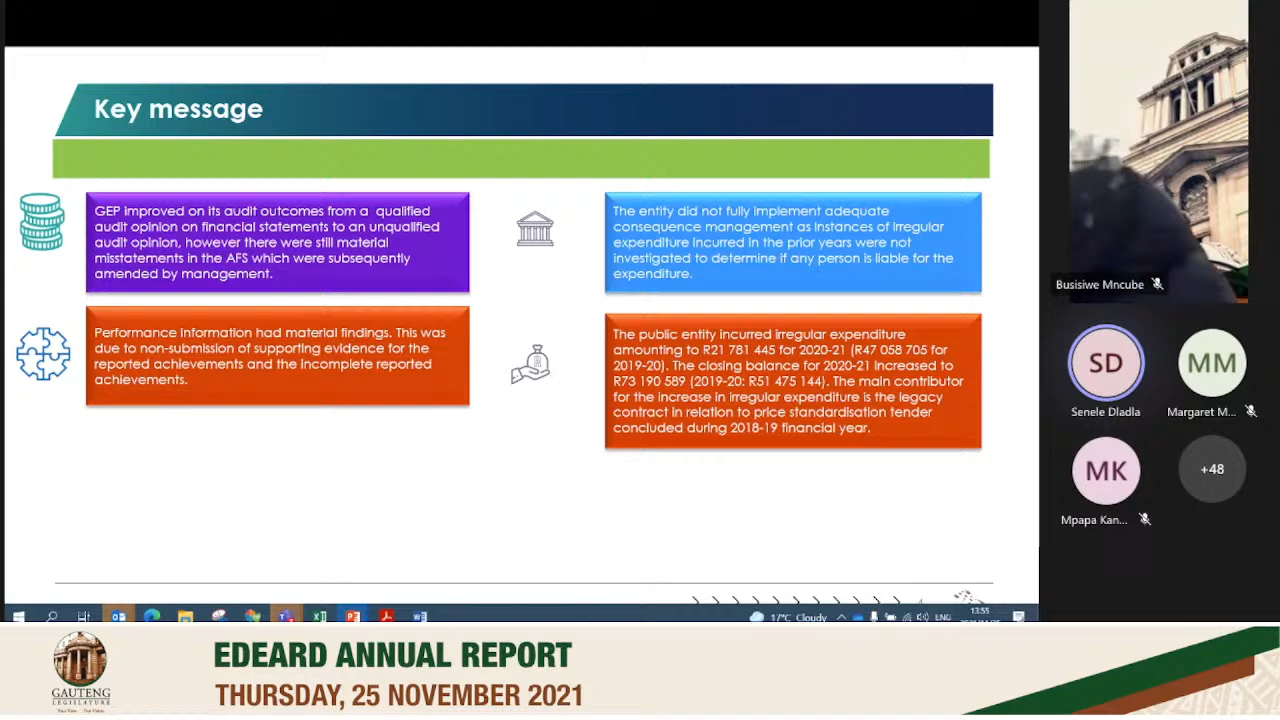 Key message
GEP improved on its audit outcomes from a qualified
audit opinion on financial statements to an unqualified
audit opinion, however there were still material
misstatements in the AFS which were subsequently
amended by management.
The entity did not fully implement adequate
consequence management as instances of irregular
expenditure incurred in the prior years were not
investigated to determine if any person is liable for the
expenditure.
Performance information had material findings. This was
due to non-submission of supporting evidence for the
reported achievements and the incomplete reported
achievements.
The public entity incurred irregular expenditure
amounting to R21 781 445 for 2020-21 (R47 058 705 for
2019-20). The closing balance for 2020-21 increased to
R73 190 589 (2019-20: R51 475 144). The main contributor
for the increase in irregular expenditure is the legacy
contract in relation to price standardisation tender
concluded during 2018-19 financial year.
R
Busisiwe Mncube
SD
Senele Dladla
MM
Margaret M...
MK
Mpapa Kan...
+48
17°C Cloudy
ENG
13:55
GAUTENG
LEGISLATURE
EDEARD ANNUAL REPORT
THURSDAY, 25 NOVEMBER 2021